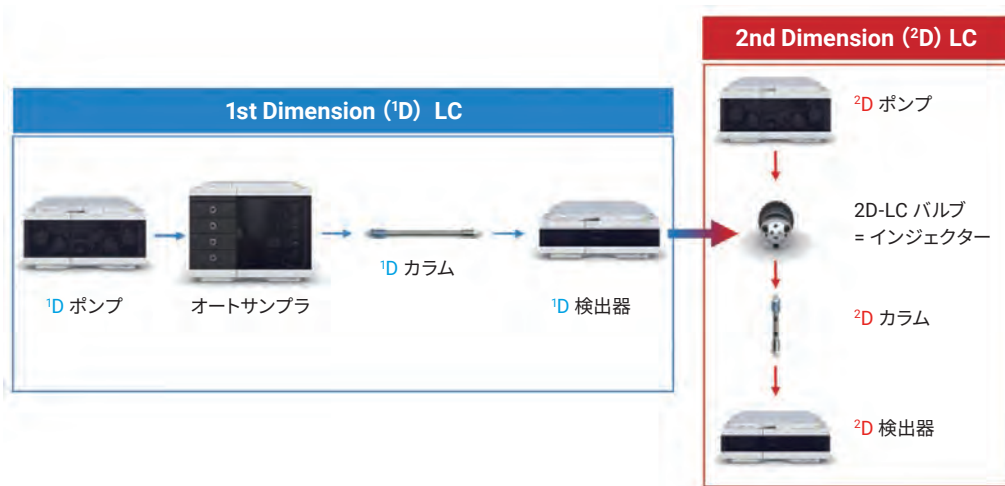 2nd Dimension (²D) LC
1st Dimension (¹D) LC
²D ポンプ
2D-LC バルブ
= インジェクター
¹D カラム
¹D ポンプ
オートサンプラ
¹D 検出器
²D カラム
²D 検出器